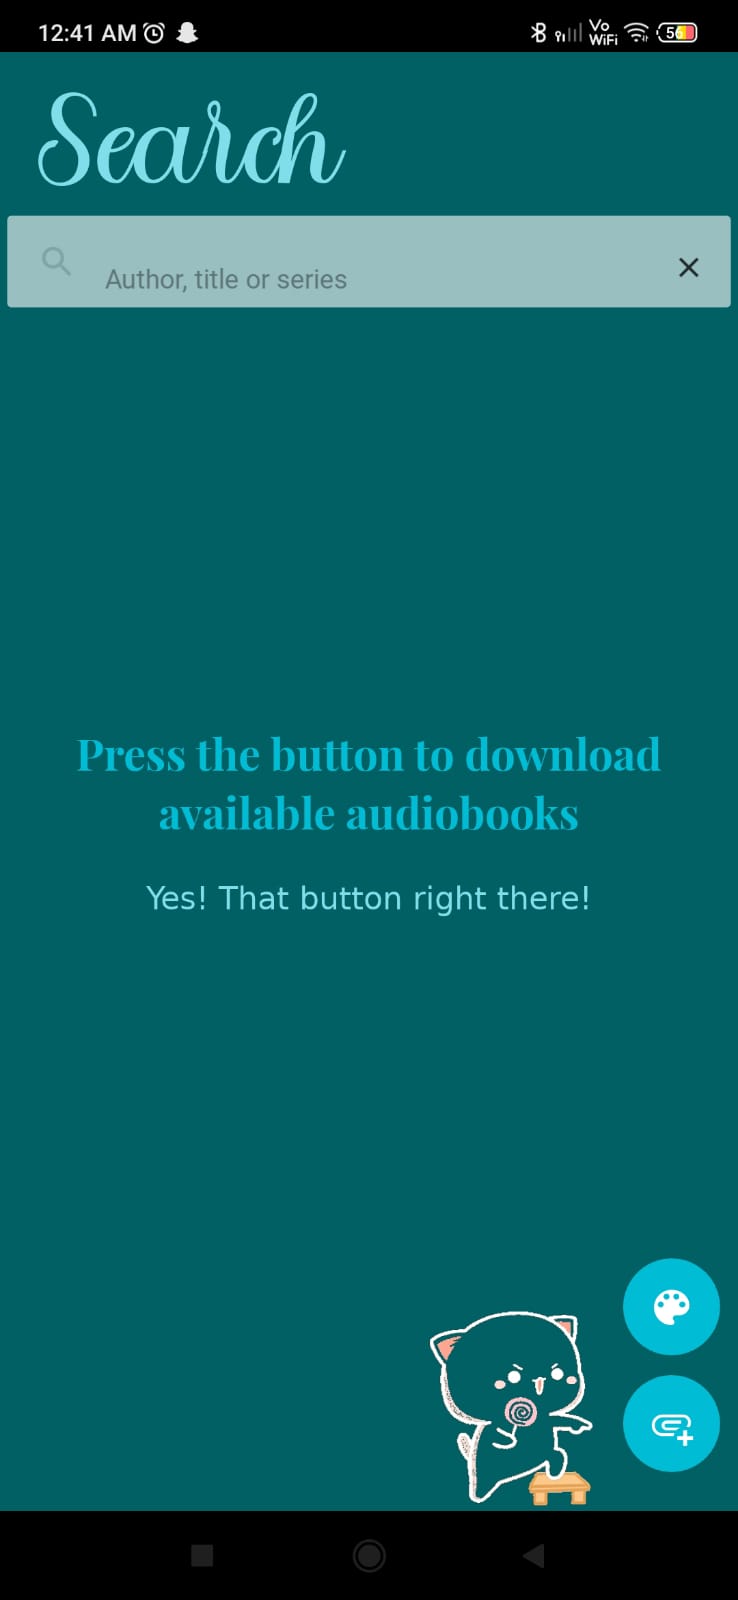 12:41 AM
Vo
WiFi
56
Search
Author, title or series
Press the button to download
available audiobooks
Yes! That button right there!